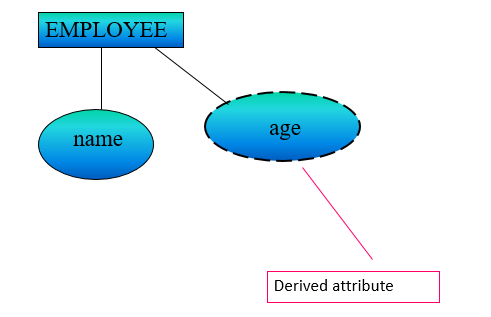 EMPLOYEE
name
age
Derived attribute